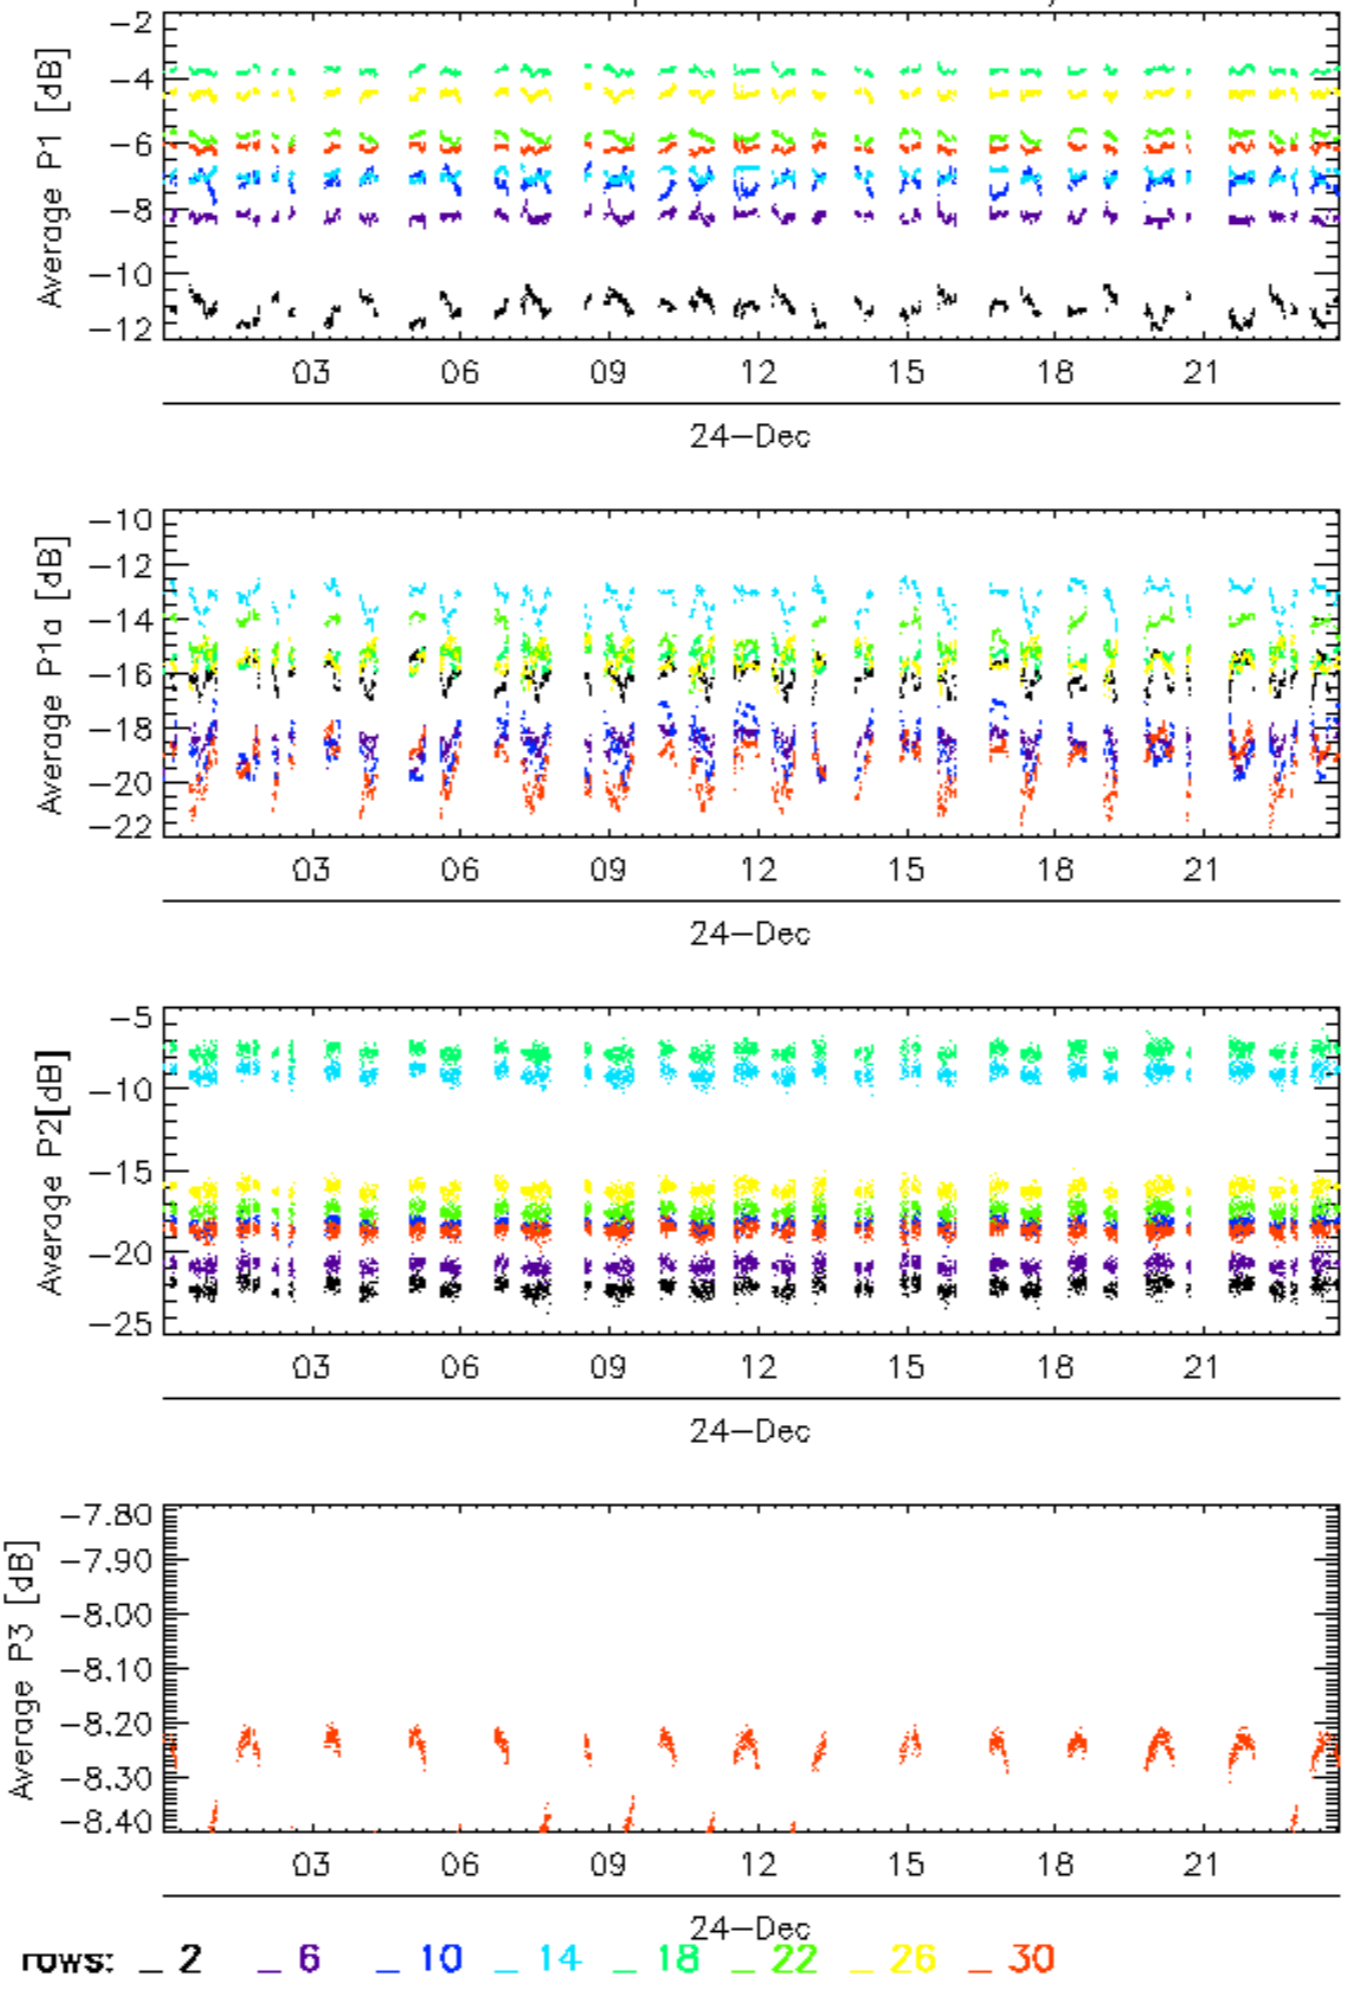 Average P1 [dB]
-2
-4
-6
-8
-10
-12
03 06 09 12 15 18 21
24-Dec
Average P1a [dB]
-10
-12
-14
-16
-18
-20
-22
03 06 09 12 15 18 21
24-Dec
Average P2[dB]
-5
-10
-15
-20
-25
03 06 09 12 15 18 21
24-Dec
Average P3 [dB]
-7.80
-7.90
-8.00
-8.10
-8.20
-8.30
-8.40
03 06 09 12 15 18 21
24-Dec
rows: _ 2 _ 6 _ 10 _ 14 _ 18 _ 22 _ 26 _ 30